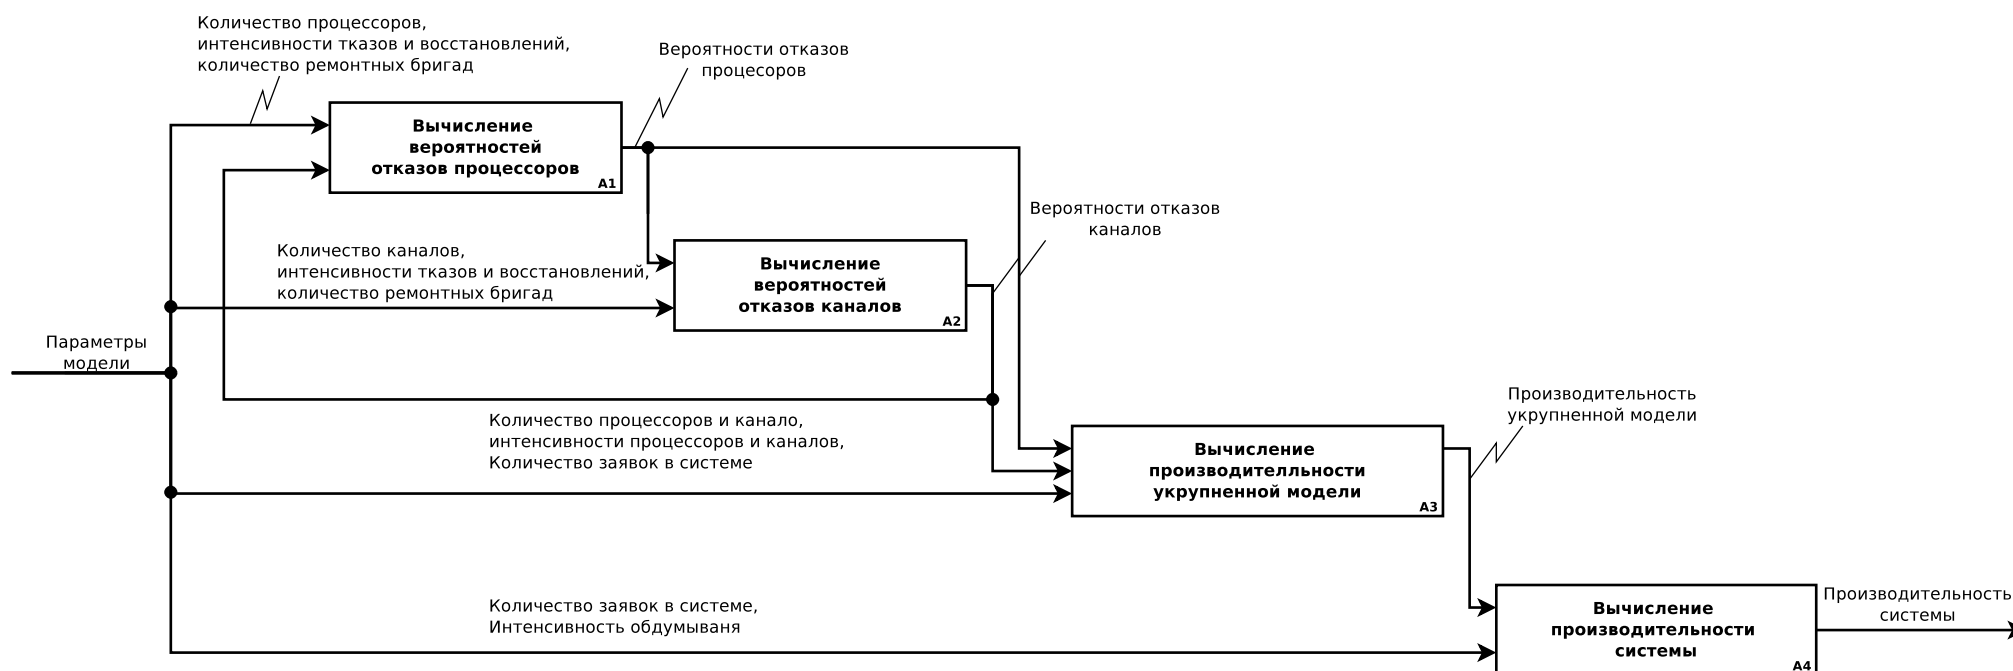 Количество процессоров,
интенсивности тказов и восстановлений,
количество ремонтных бригад
Вероятности отказов
процесоров
Вычисление
вероятностей
отказов процессоров
A1
Вероятности отказов
каналов
Количество каналов,
интенсивности тказов и восстановлений,
количество ремонтных бригад
Вычисление
вероятностей
отказов каналов
A2
Параметры
модели
Количество процессоров и канало,
интенсивности процессоров и каналов,
Количество заявок в системе
Производительность
укрупненной модели
Вычисление
производителльности
укрупненной модели
A3
Количество заявок в системе,
Интенсивность обдумываня
Вычисление
производительности
системы
A4
Производительность
системы